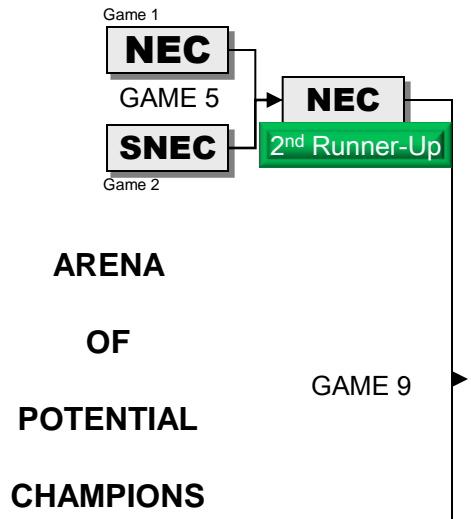 Game 1
NEC
GAME 5
NEC
SNEC
2nd Runner-Up
Game 2
ARENA
OF
GAME 9
POTENTIAL
CHAMPIONS